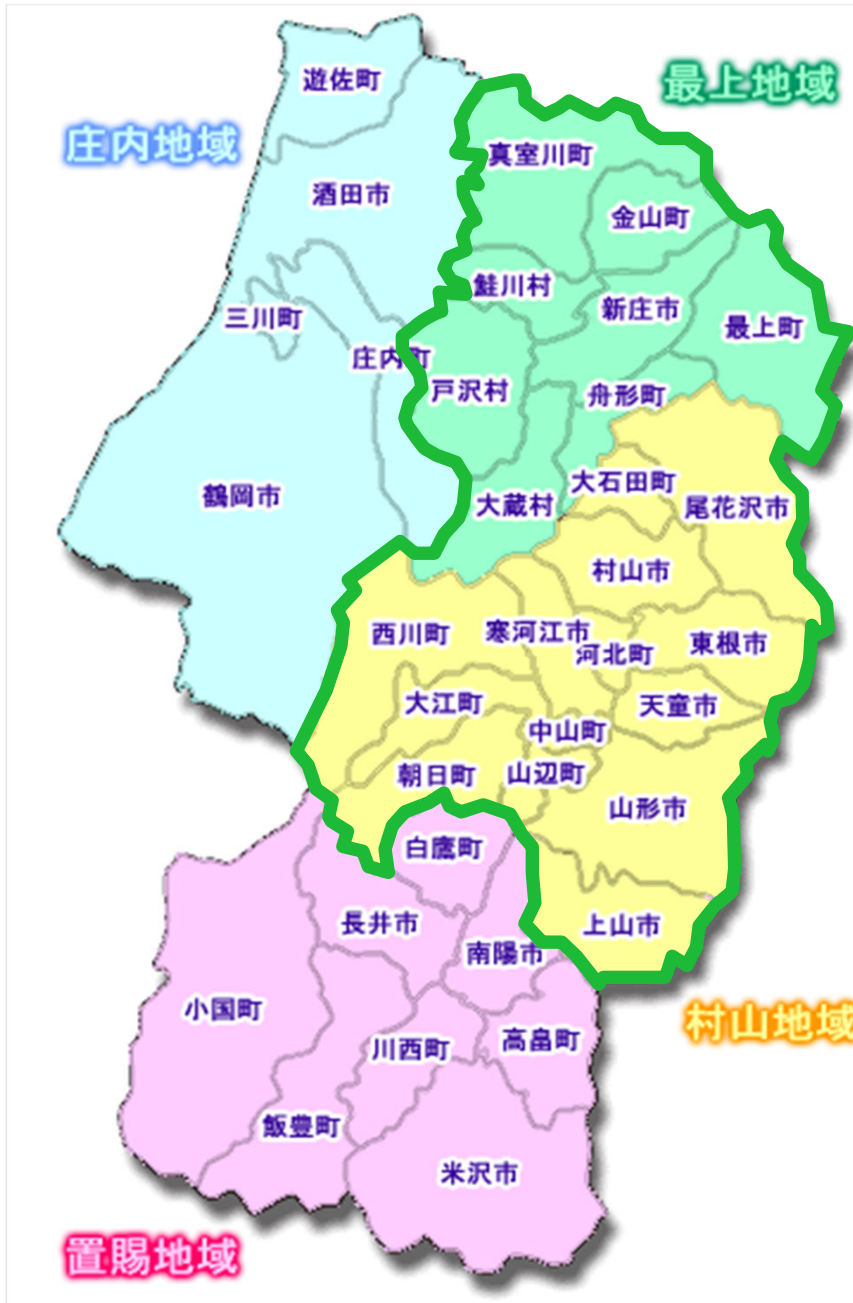 遊佐町
最上地域
庄内地域
真室川町
酒田市
金山町
鮭川村
新庄市
三川町
最上町
庄内町
戸沢村
舟形町
大石田町
鶴岡市
大蔵村
尾花沢市
村山市
西川町
寒河江市
河北町
東根市
大江町
天童市
中山町
朝日町
山辺町
山形市
白鷹町
長井市
上山市
南陽市
小国町
村山地域
川西町
高畠町
飯豊町
米沢市
置賜地域